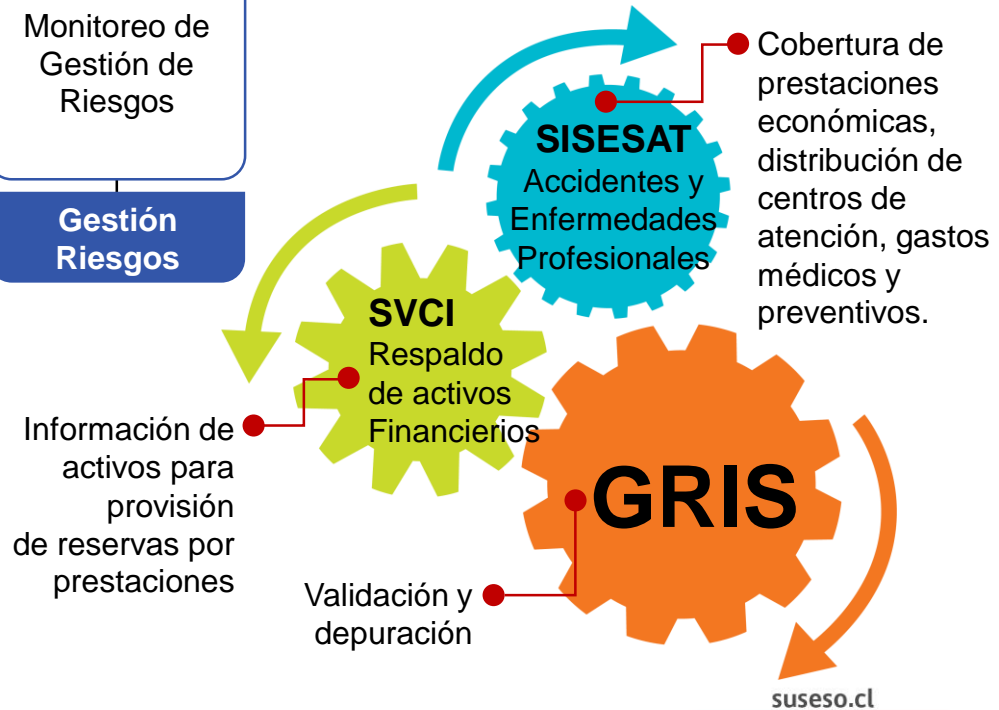 Monitoreo de
Gestión de
Riesgos
Gestión
Riesgos
SISESAT
Accidentes y
Enfermedades
Profesionales
Cobertura de
prestaciones
económicas,
distribución de
centros de
atención, gastos
médicos y
preventivos.
SVCI
Respaldo
de activos
Financierios
Información de
activos para
provisión
de reservas por
prestaciones
GRIS
Validación y
depuración
suseso.cl